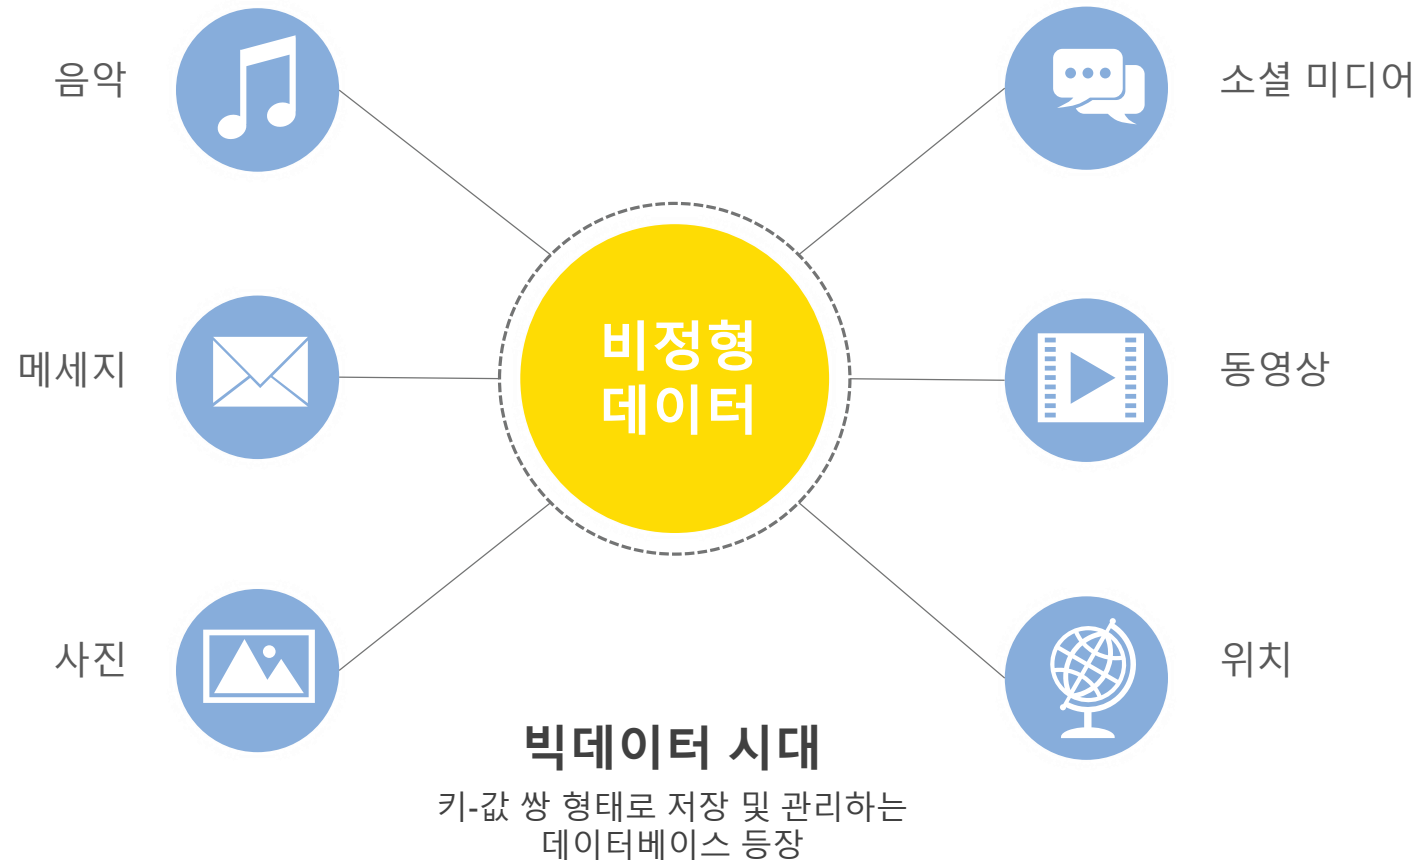 음악
소셜 미디어
비정형
데이터
메세지
동영상
사진
위치
빅데이터 시대
키-값 쌍 형태로 저장 및 관리하는
데이터베이스 등장